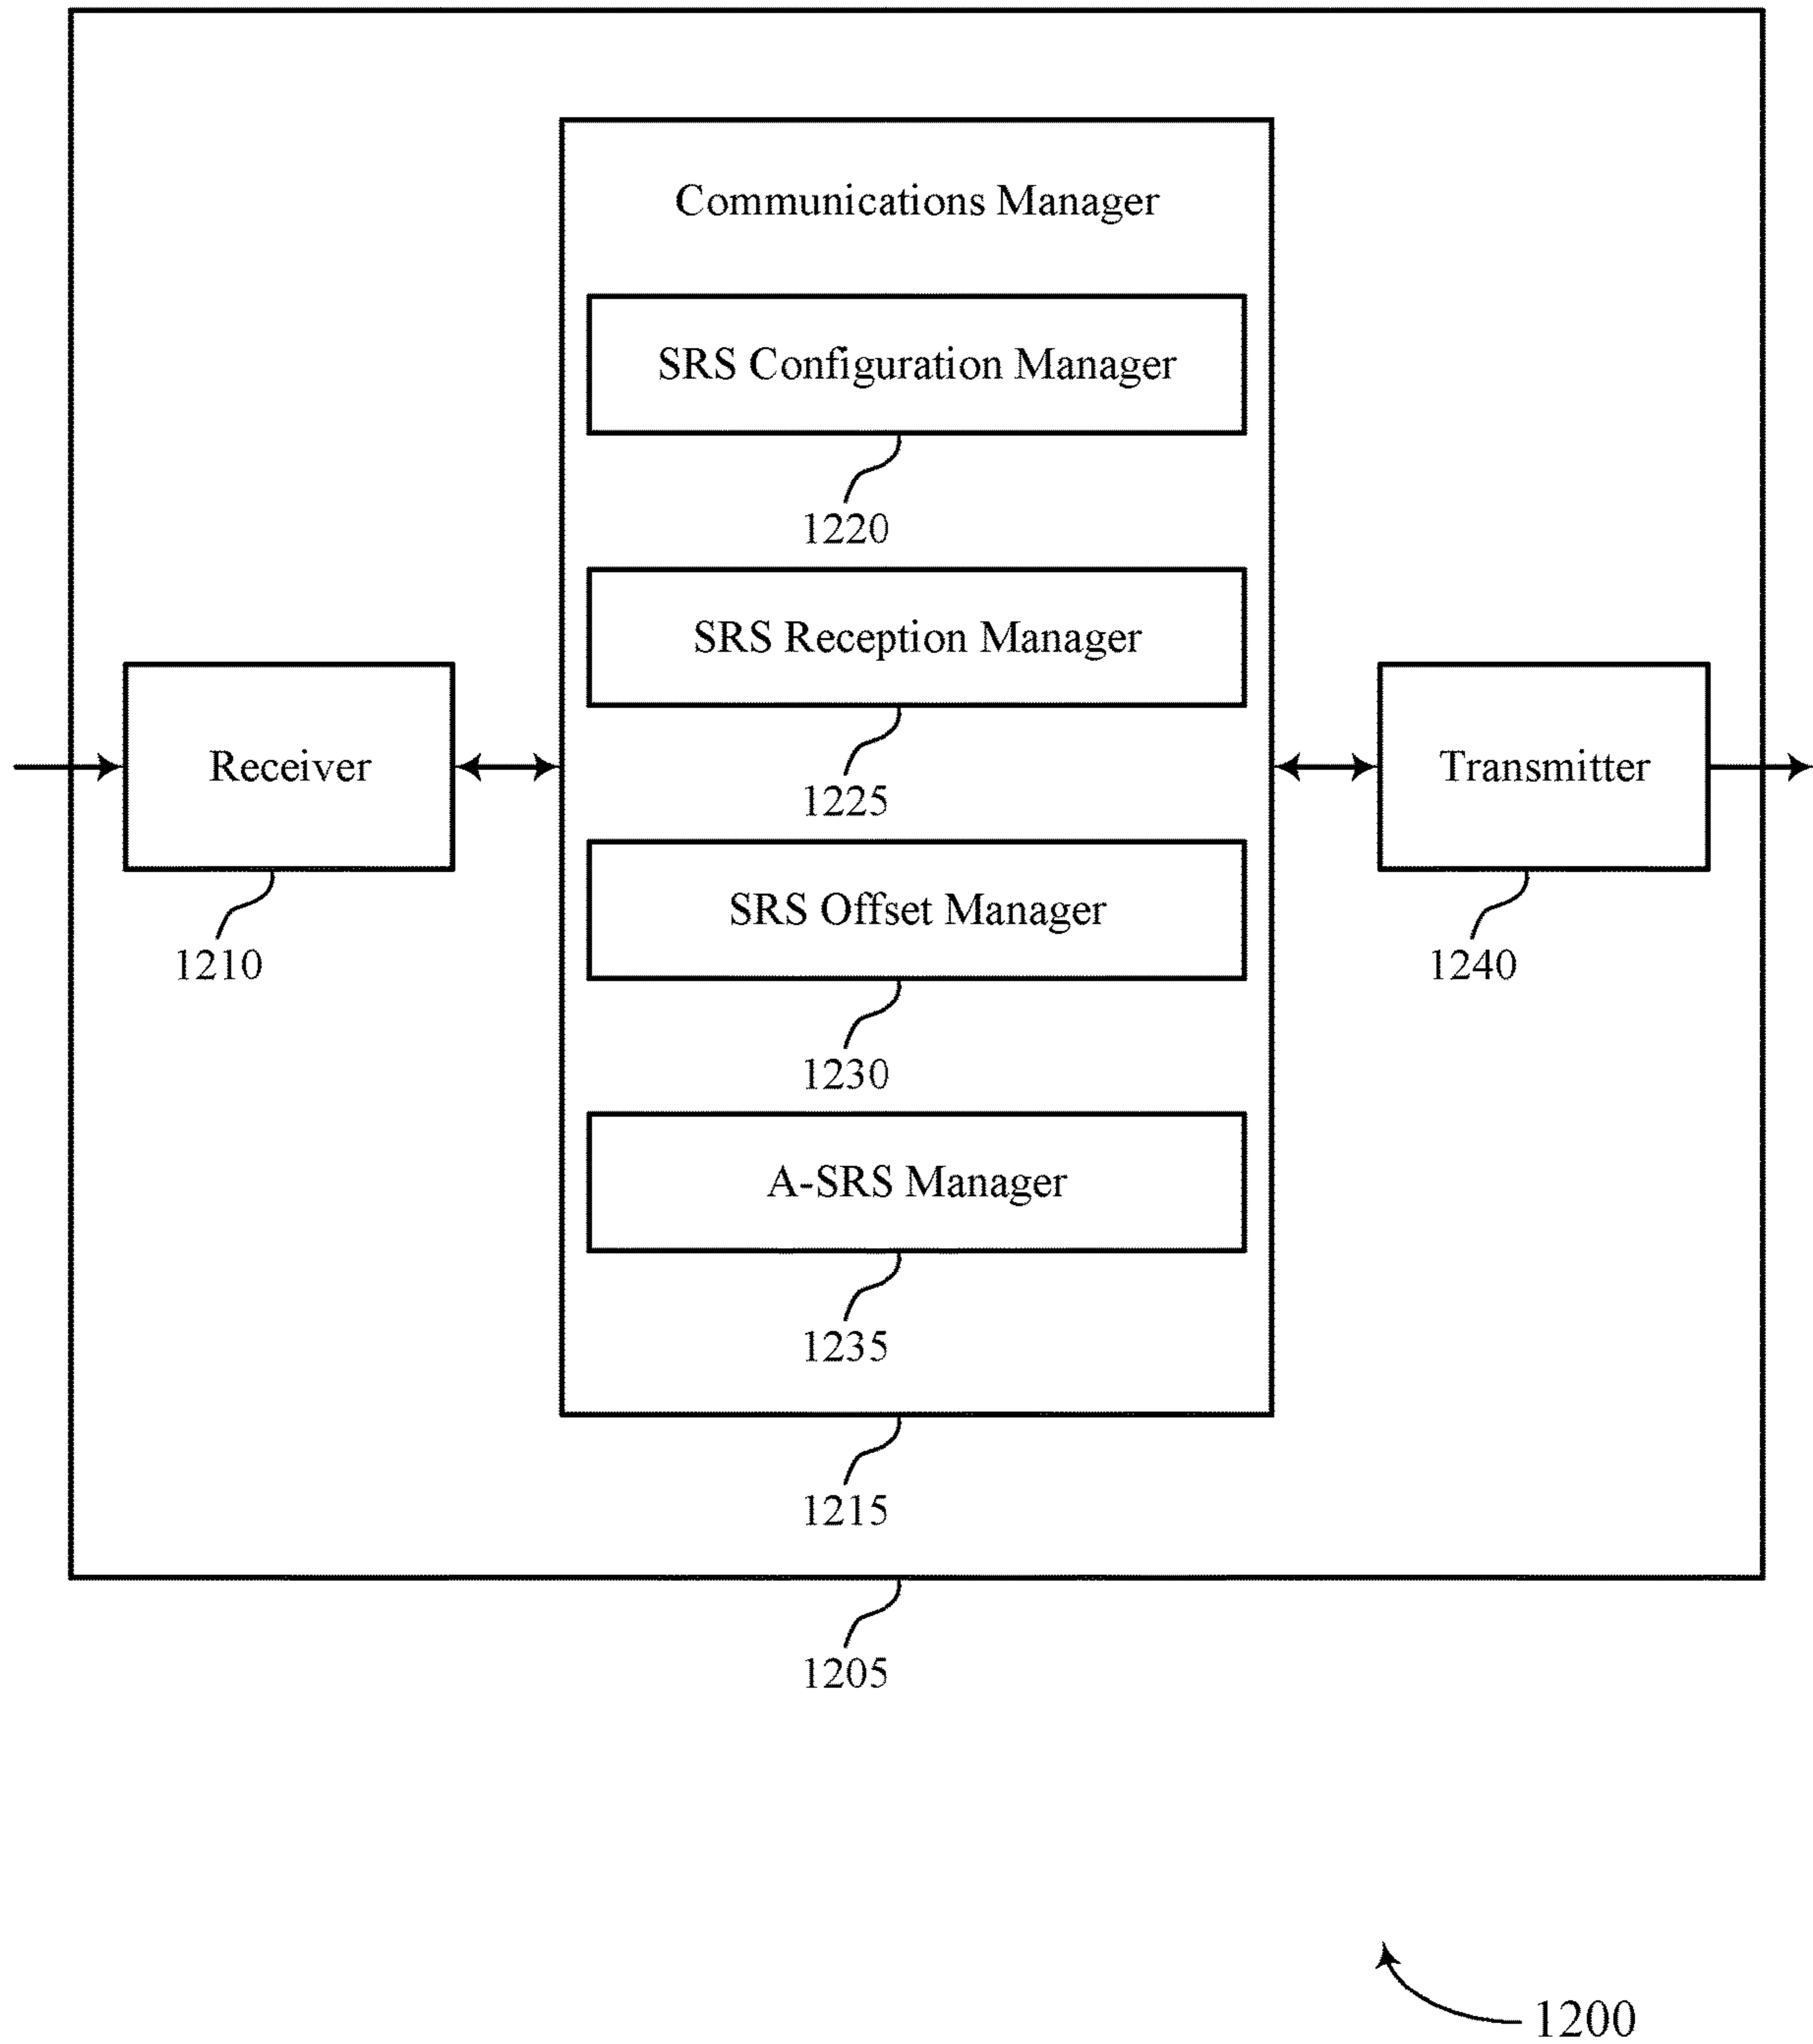 Communications Manager
SRS Configuration Manager
1220
SRS Reception Manager
1225
Receiver
1210
Transmitter
1240
SRS Offset Manager
1230
A-SRS Manager
1235
1215
1205
1200